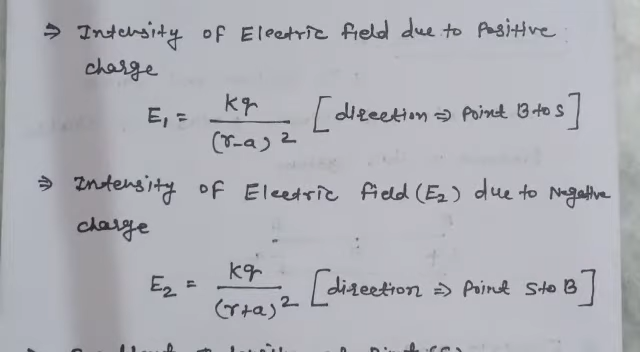 ⇒ Intensity of Electric field due to Positive
charge
E₁ = Kq/(r-a)² [direction ⇒ Point B to S]
⇒ Intensity of Electric field (E₂) due to Negative
charge
E₂ = Kq/(r+a)² [direction ⇒ Point S to B]